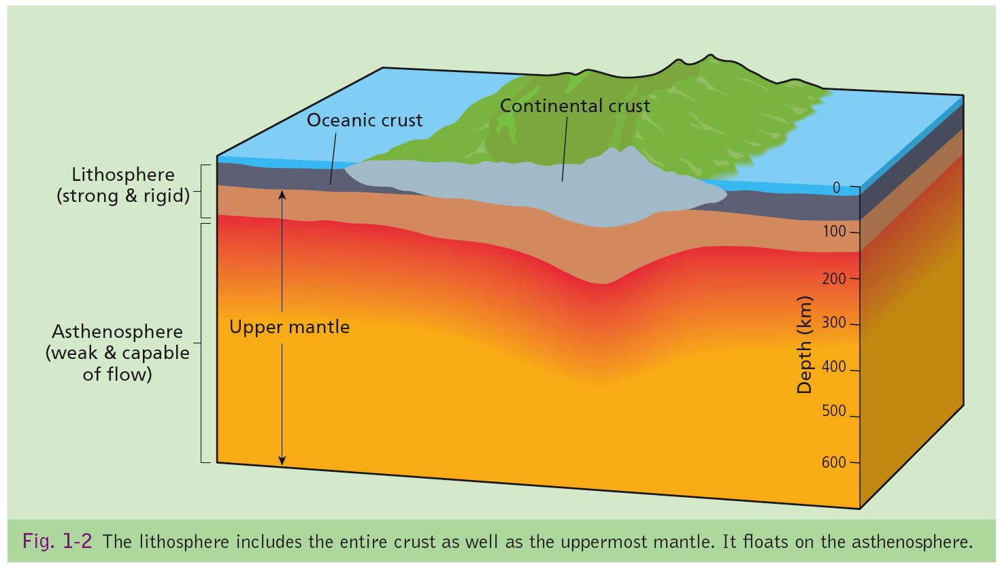 Continental crust
Oceanic crust
Lithosphere
(strong & rigid)
0
100
200
300
400
500
600
Depth (km)
Upper mantle
Asthenosphere
(weak & capable
of flow)
Fig. 1-2 The lithosphere includes the entire crust as well as the uppermost mantle. It floats on the asthenosphere.